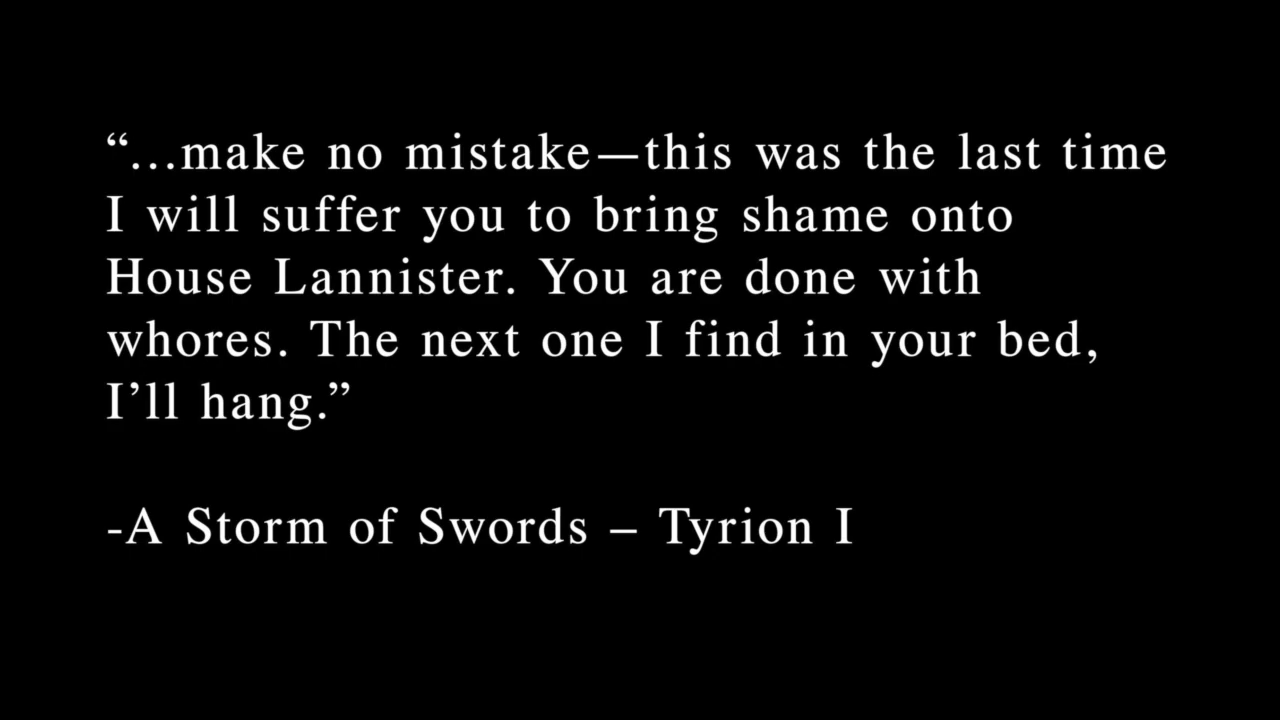 “…make no mistake—this was the last time
I will suffer you to bring shame onto
House Lannister. You are done with
whores. The next one I find in your bed,
I’ll hang.”
-A Storm of Swords – Tyrion I